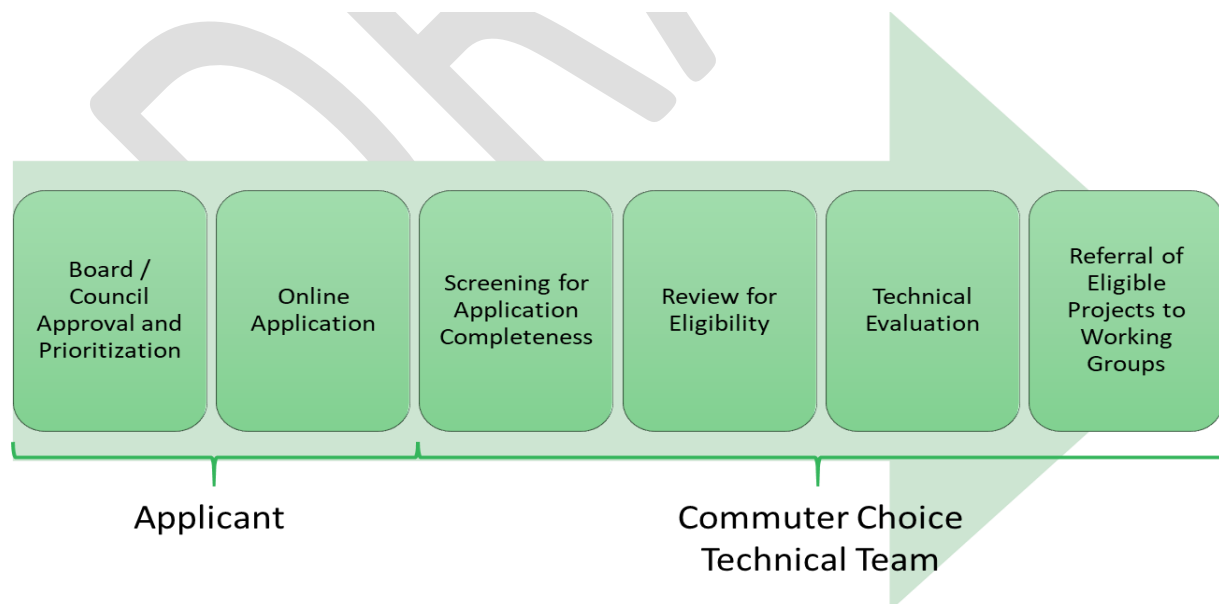 Board /
Council
Approval and
Prioritization
Online
Application
Screening for
Application
Completeness
Review for
Eligibility
Technical
Evaluation
Referral of
Eligible
Projects to
Working
Groups
Applicant
Commuter Choice
Technical Team